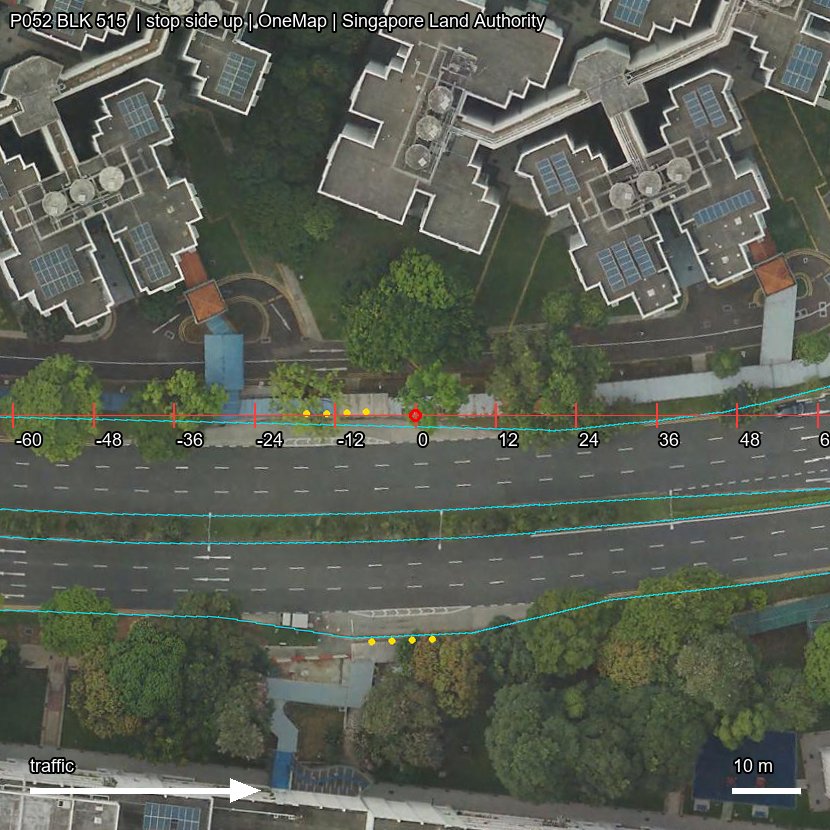 P052 BLK 515 | stop side up | OneMap | Singapore Land Authority
-60 -48 -36 -24 -12 0 12 24 36 48 6
traffic
10 m